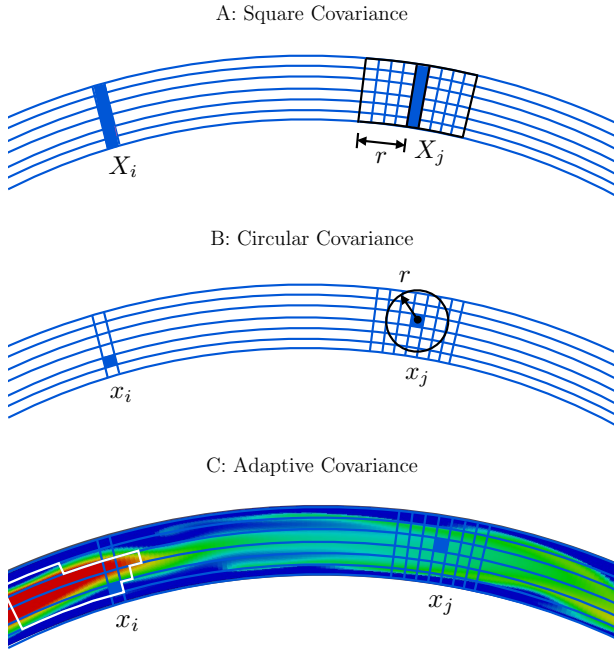 A: Square Covariance
X_i
X_j
r
B: Circular Covariance
r
x_i
x_j
C: Adaptive Covariance
x_i
x_j